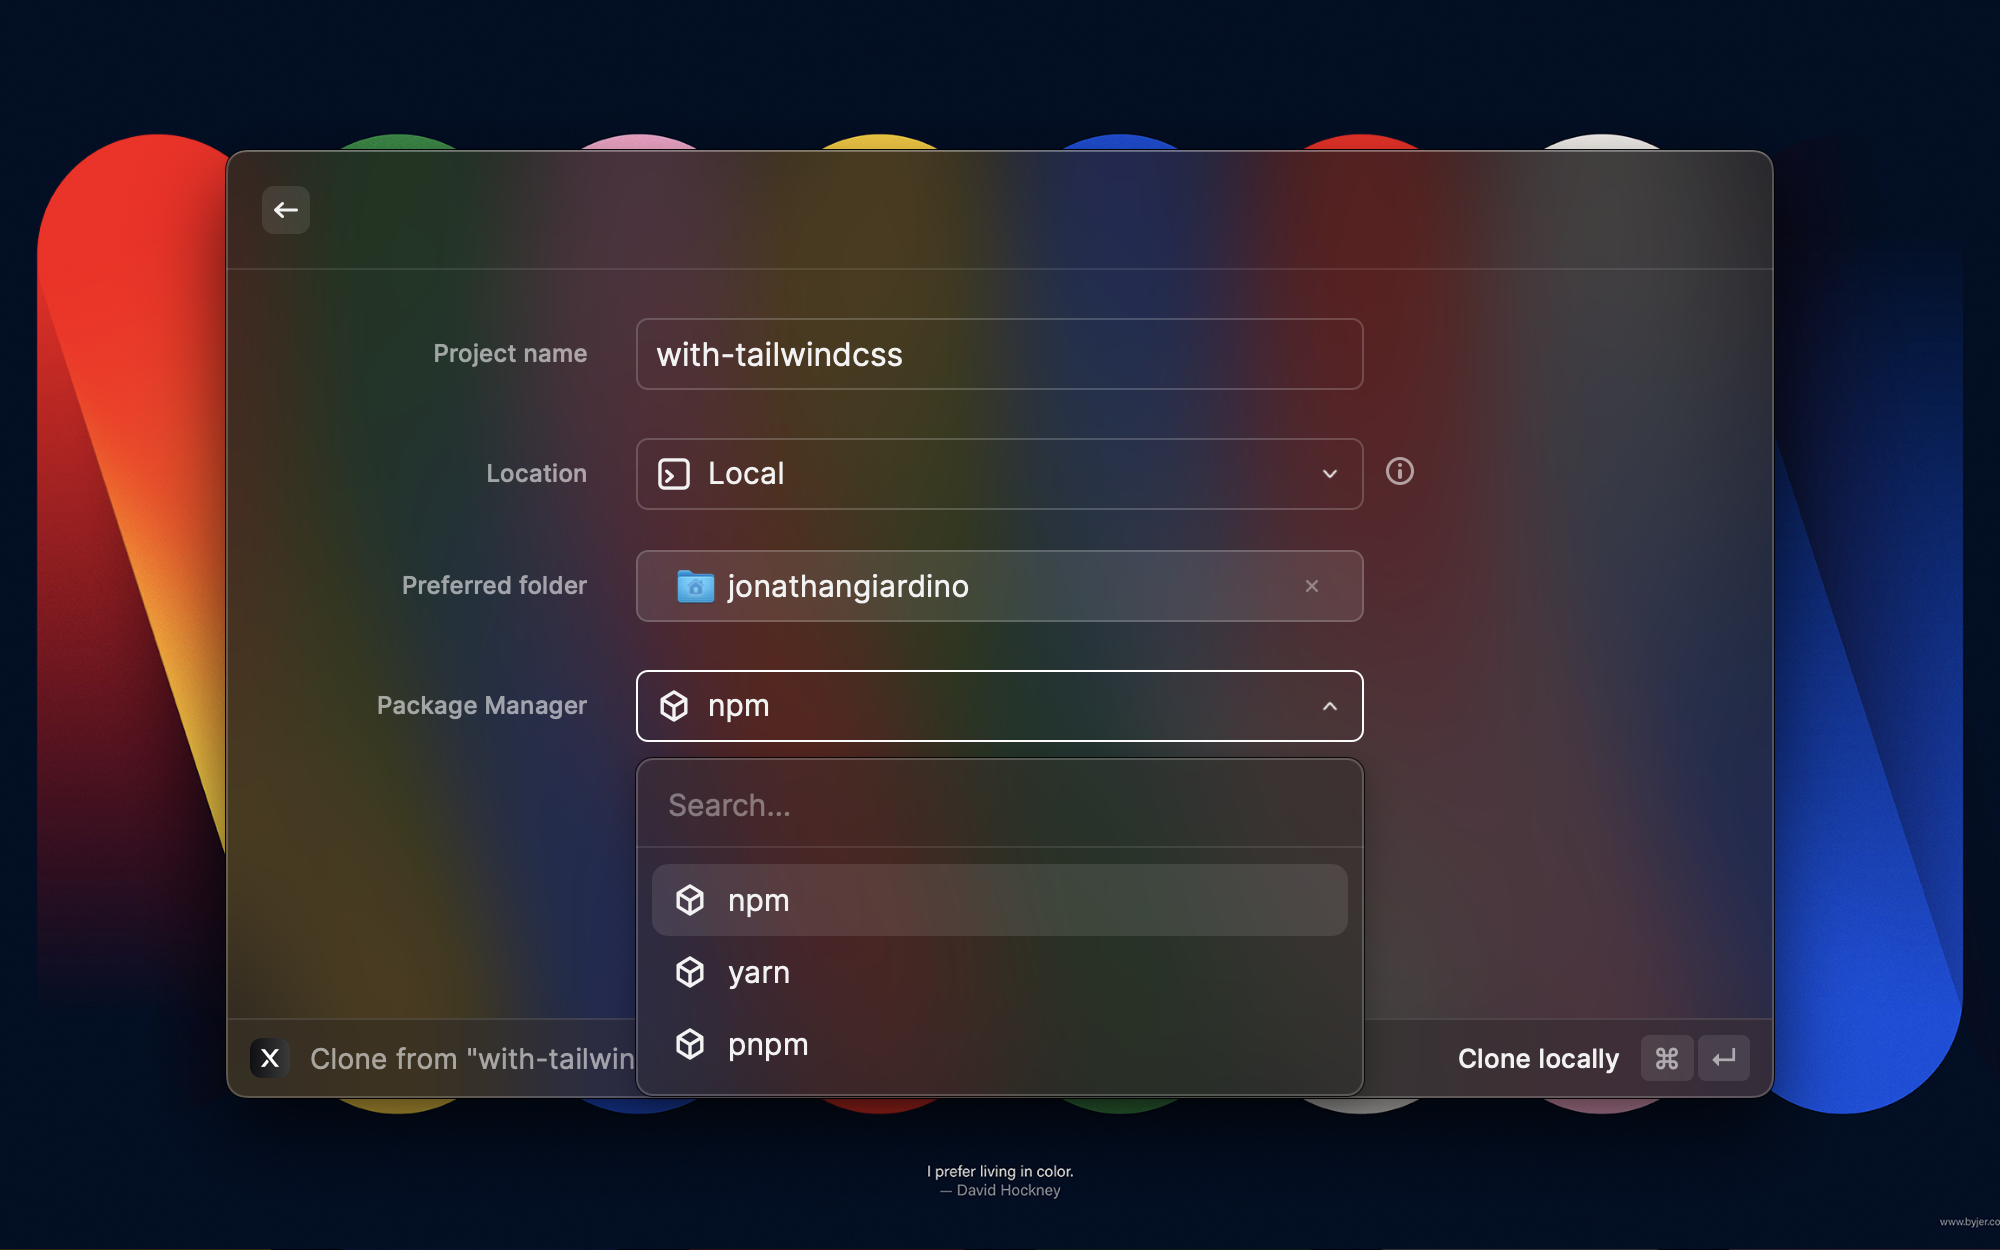 Project name
with-tailwindcss
Location
Local
Preferred folder
jonathangiardino
Package Manager
npm
Search...
npm
yarn
pnpm
Clone from "with-tailwin
Clone locally ⌘ ↵
I prefer living in color.
— David Hockney
www.byjer.co